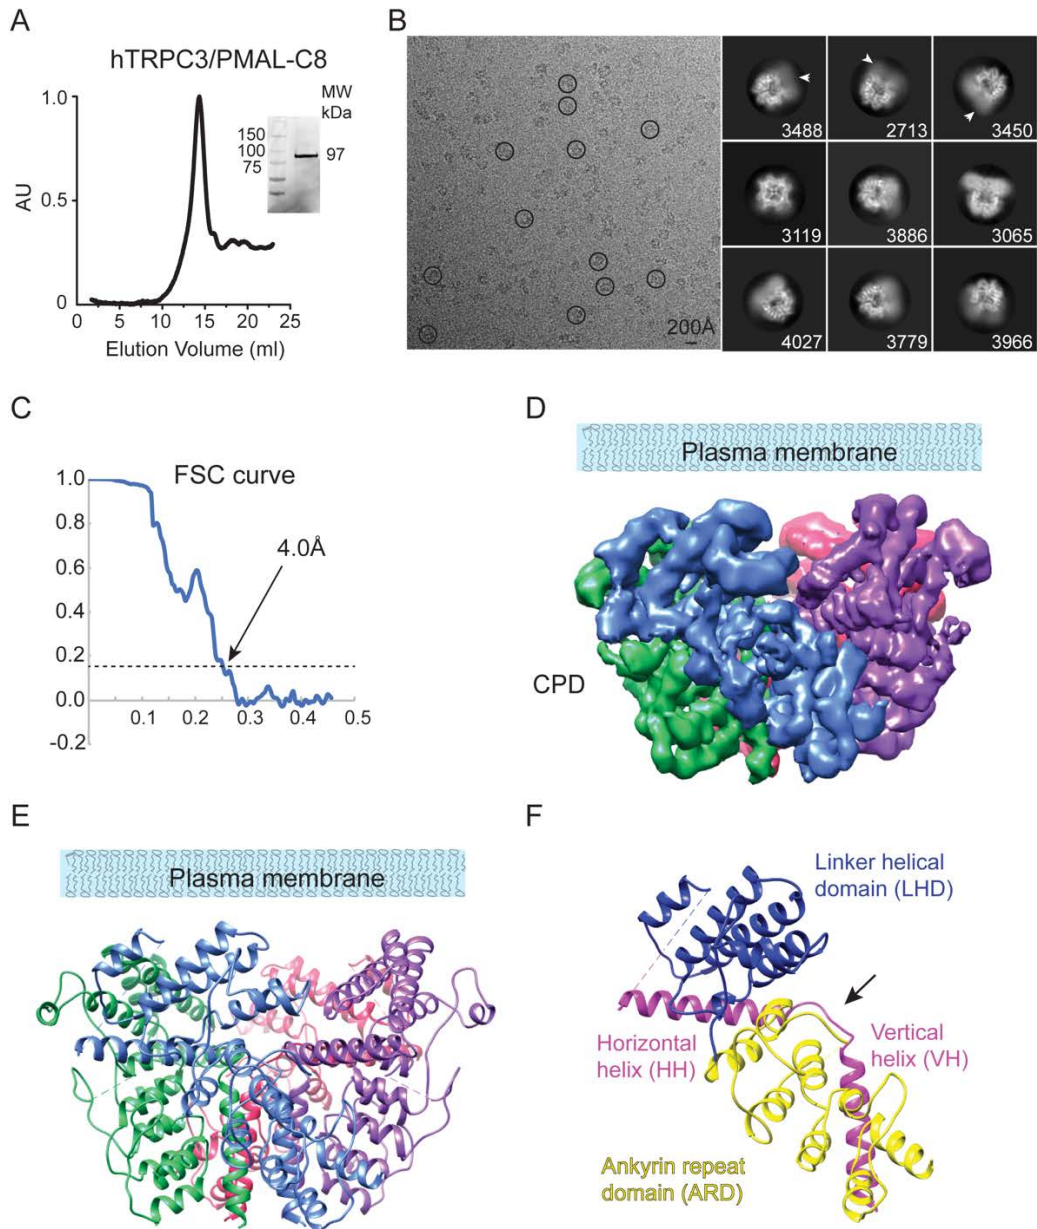 A
hTRPC3/PMAL-C8
MW
kDa
150
100
75
97
1.0
0.5
0
AU
0 5 10 15 20 25
Elution Volume (ml)
B
200Å
3488 2713 3450
3119 3886 3065
4027 3779 3966
C
FSC curve
4.0Å
1.0
0.8
0.6
0.4
0.2
0.0
-0.2
0.1 0.2 0.3 0.4 0.5
D
Plasma membrane
CPD
E
Plasma membrane
F
Linker helical
domain (LHD)
Horizontal
helix (HH)
Vertical
helix (VH)
Ankyrin repeat
domain (ARD)